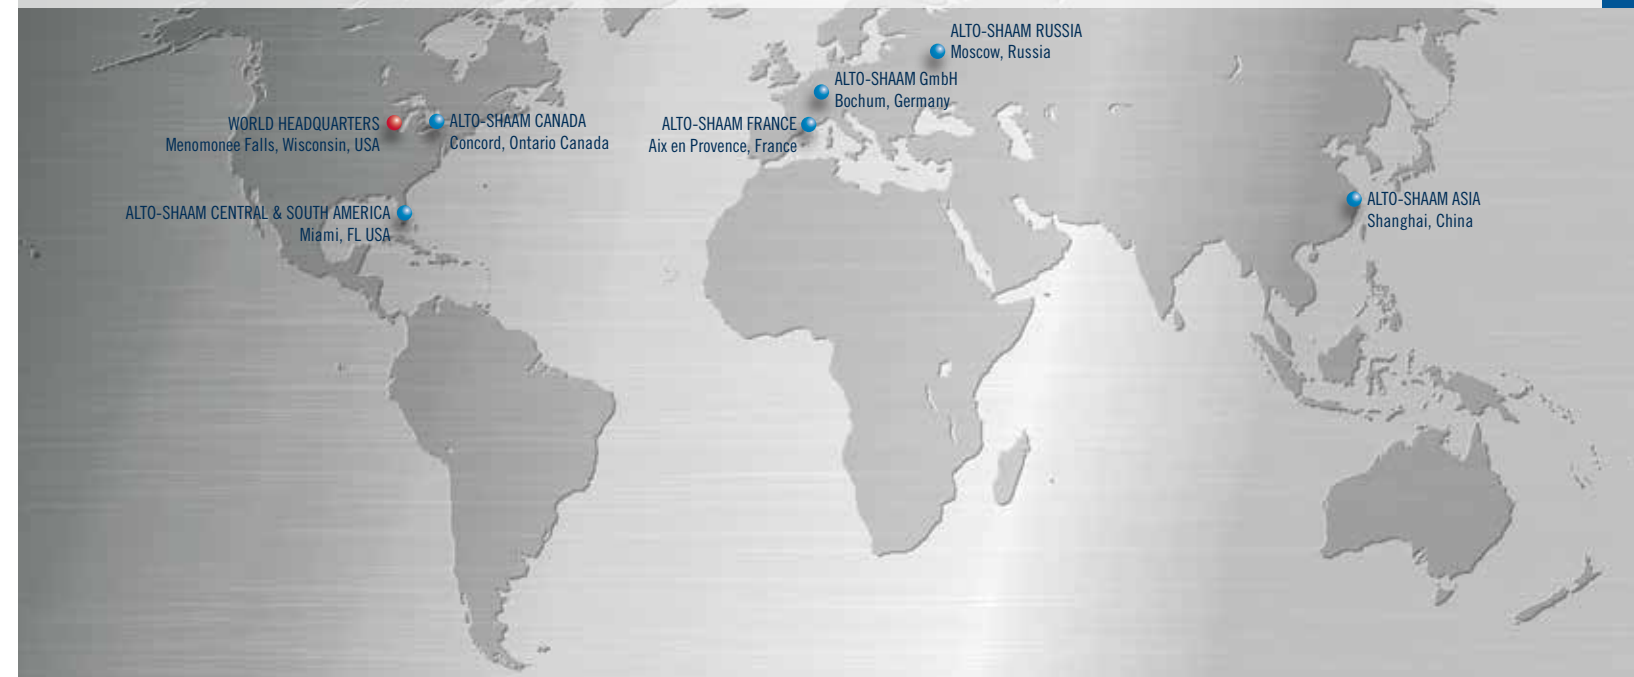 ALTO-SHAAM RUSSIA
Moscow, Russia
ALTO-SHAAM GmbH
Bochum, Germany
WORLD HEADQUARTERS
Menomonee Falls, Wisconsin, USA
ALTO-SHAAM CANADA
Concord, Ontario Canada
ALTO-SHAAM FRANCE
Aix en Provence, France
ALTO-SHAAM ASIA
Shanghai, China
ALTO-SHAAM CENTRAL & SOUTH AMERICA
Miami, FL USA